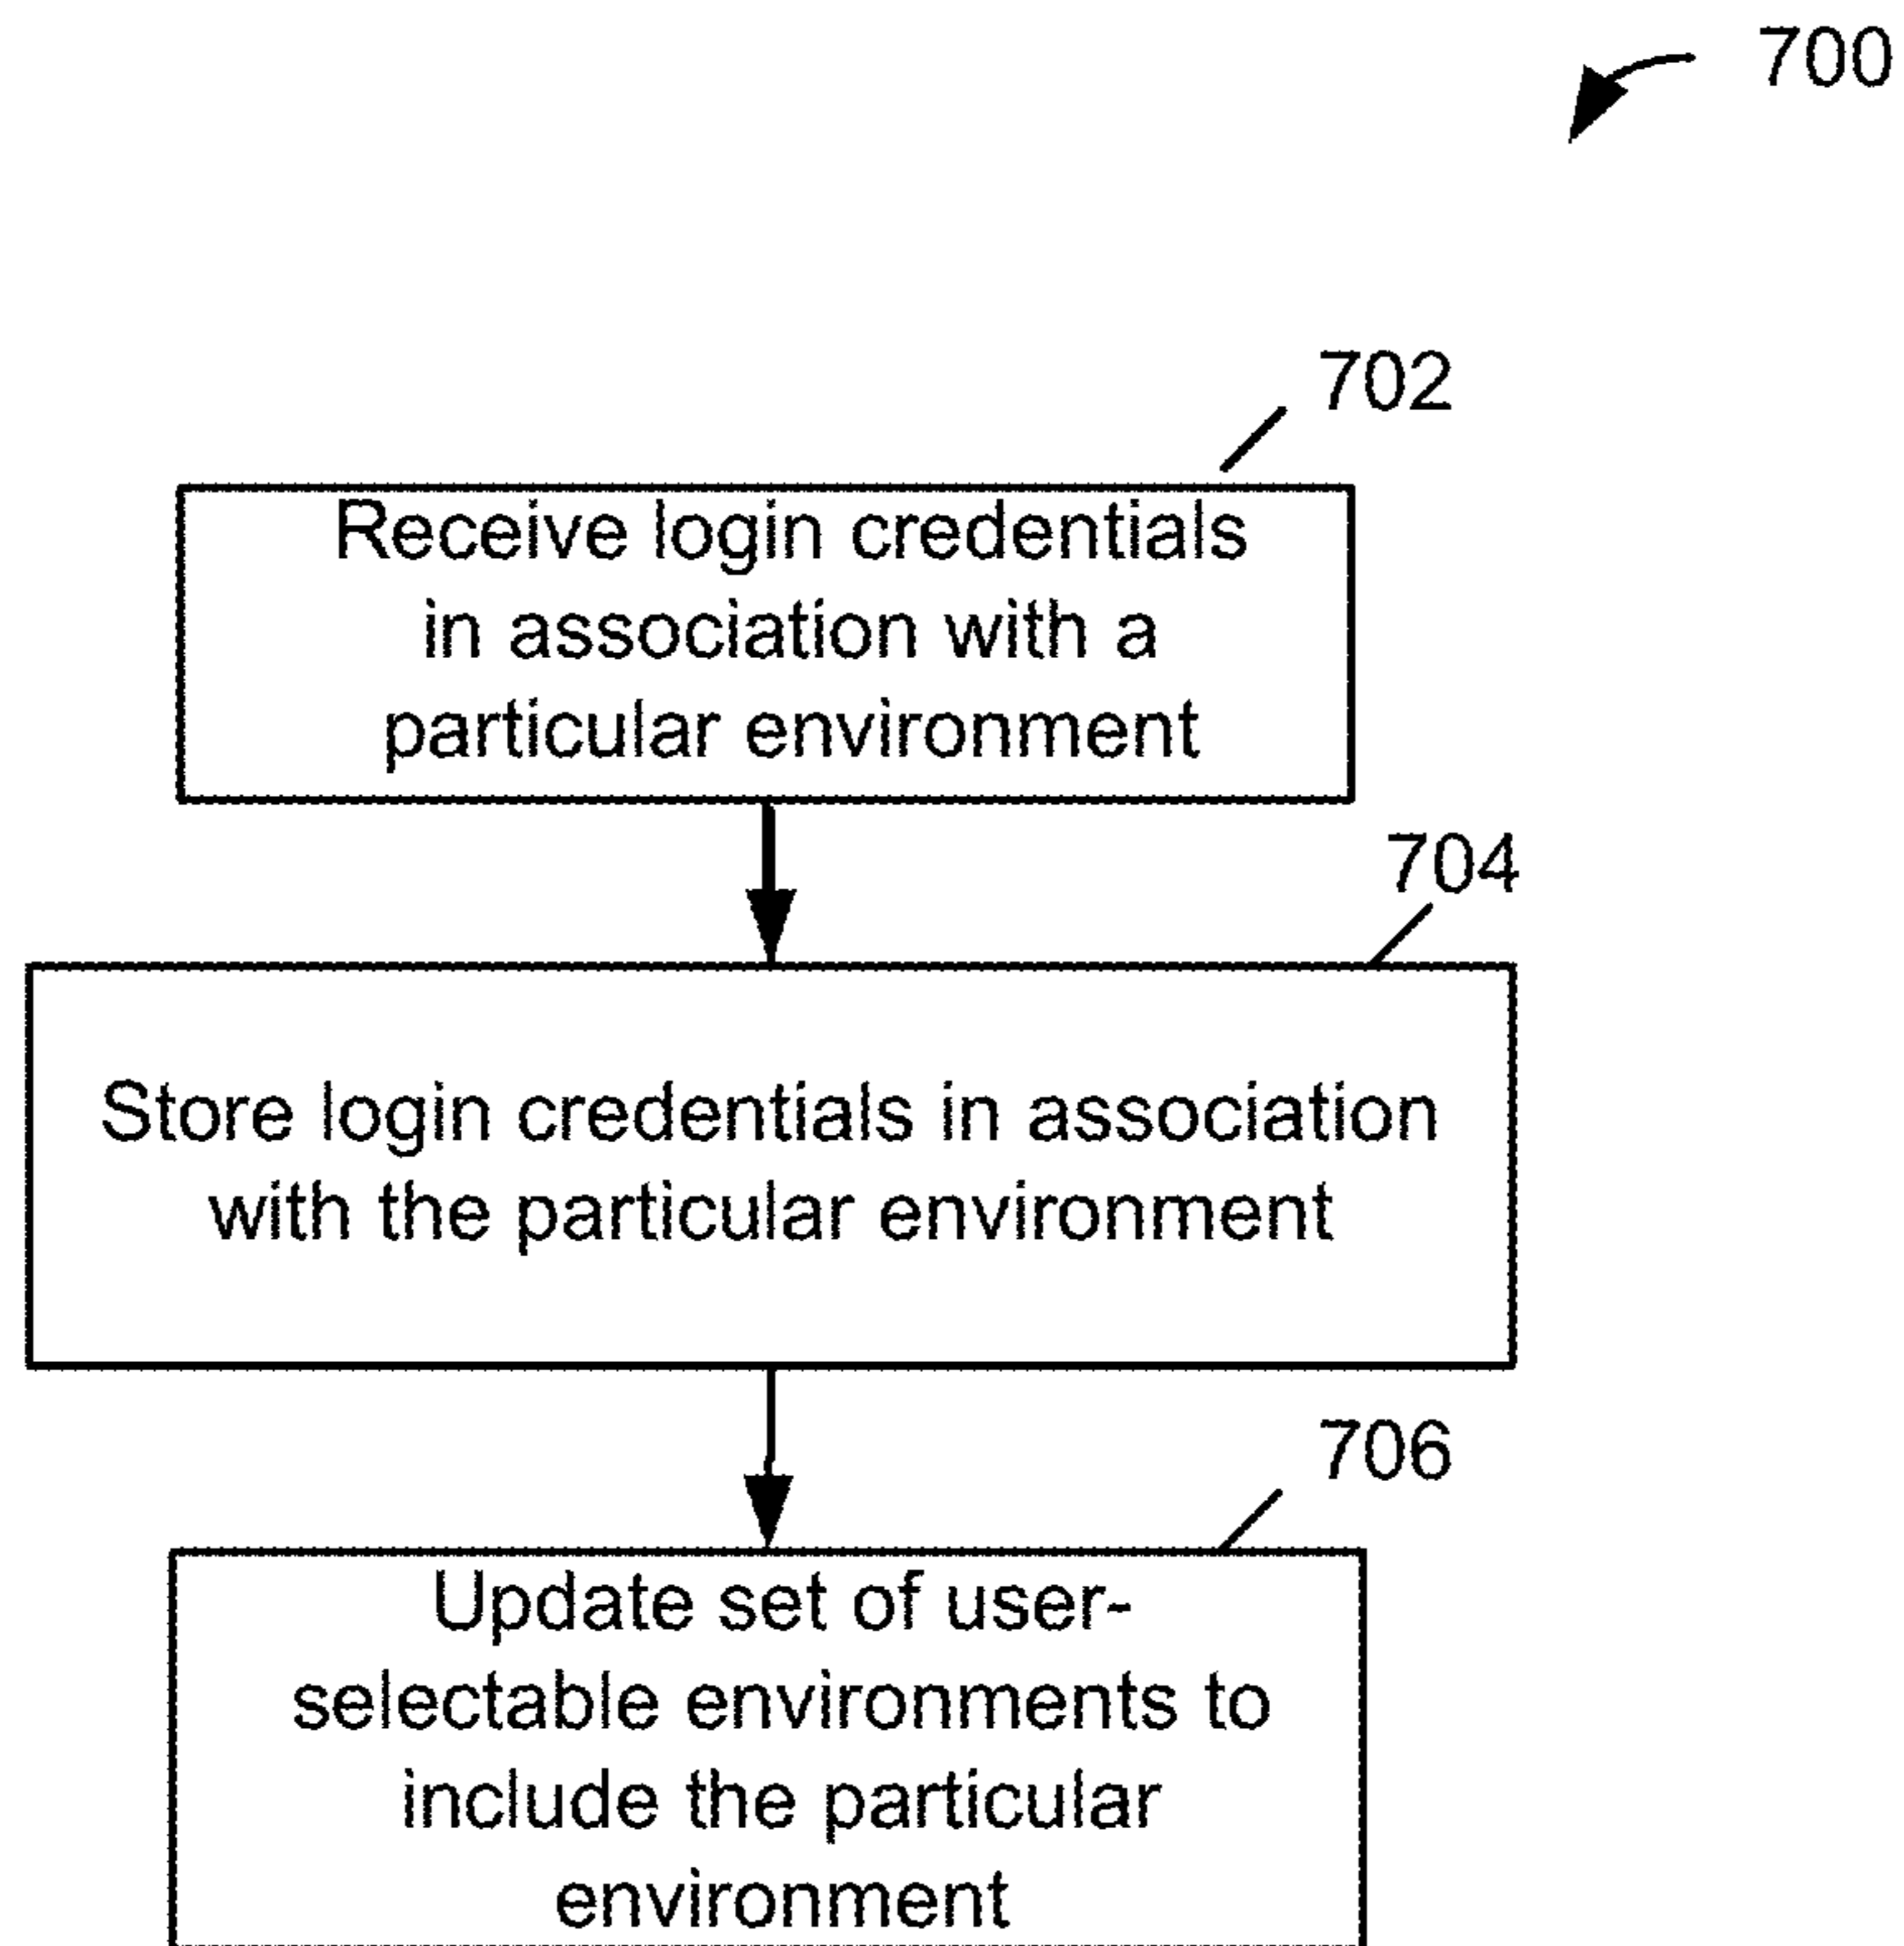 700
702
Receive login credentials
in association with a
particular environment
704
Store login credentials in association
with the particular environment
706
Update set of user-
selectable environments to
include the particular
environment